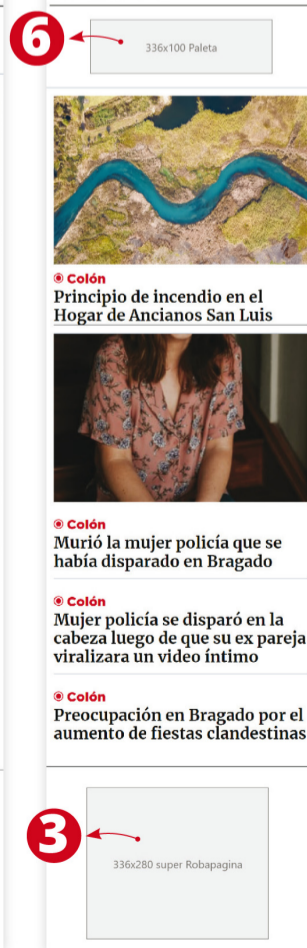 6
336x100 Paleta
Colón
Principio de incendio en el
Hogar de Ancianos San Luis
Colón
Murió la mujer policía que se
había disparado en Bragado
Colón
Mujer policía se disparó en la
cabeza luego de que su ex pareja
viralizara un video íntimo
Colón
Preocupación en Bragado por el
aumento de fiestas clandestinas
3
336x280 super Robapagina